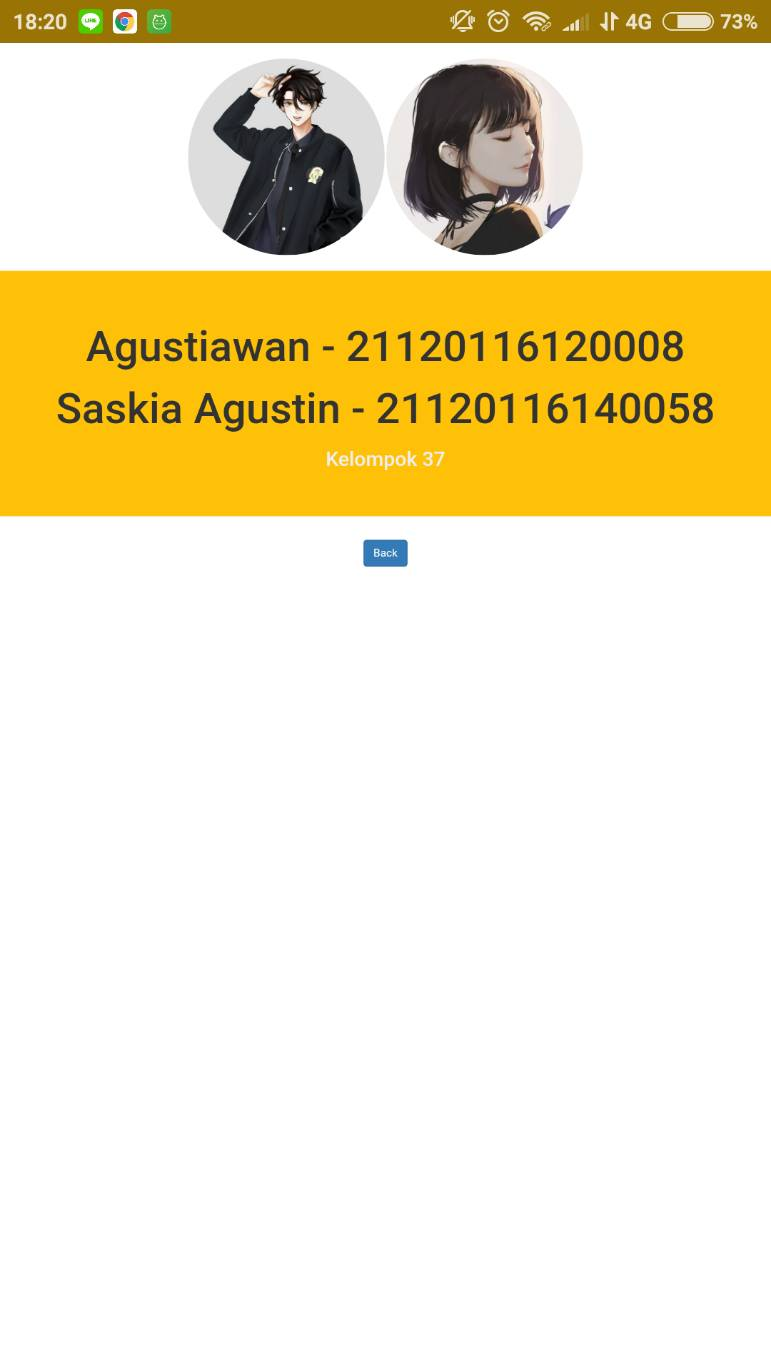 18:20
4G
73%
Agustiawan - 21120116120008
Saskia Agustin - 21120116140058
Kelompok 37
Back